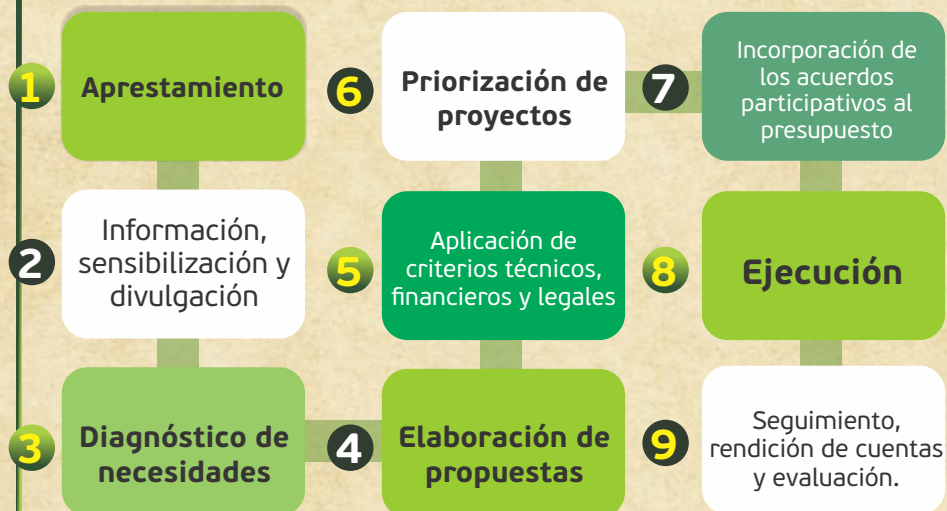 1
Aprestamiento
2
Información,
sensibilización y
divulgación
3
Diagnóstico de
necesidades
4
Elaboración de
propuestas
5
Aplicación de
criterios técnicos,
financieros y legales
6
Priorización de
proyectos
7
Incorporación de
los acuerdos
participativos al
presupuesto
8
Ejecución
9
Seguimiento,
rendición de cuentas
y evaluación.